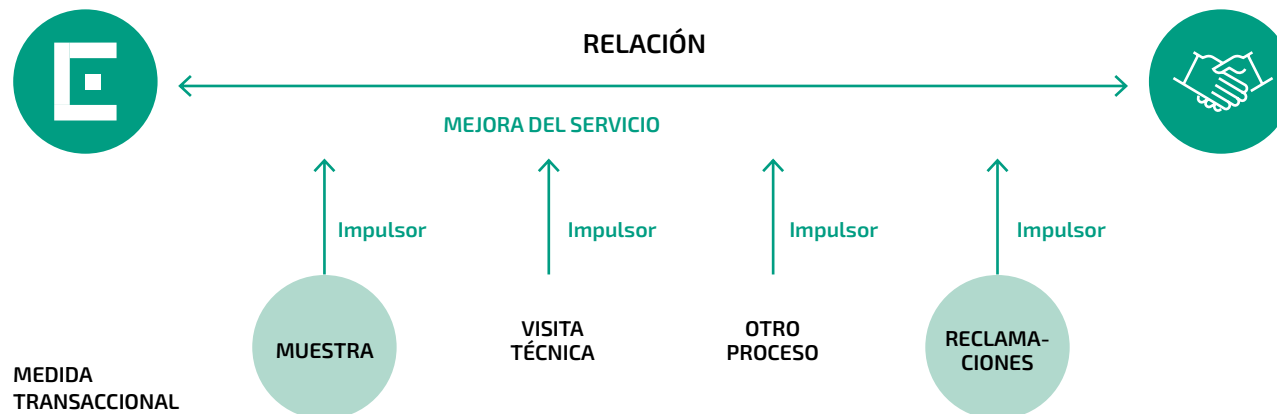 RELACIÓN
MEJORA DEL SERVICIO
Impulsor
Impulsor
Impulsor
Impulsor
MUESTRA
VISITA
TÉCNICA
OTRO
PROCESO
RECLAMA-
CIONES
MEDIDA
TRANSACCIONAL